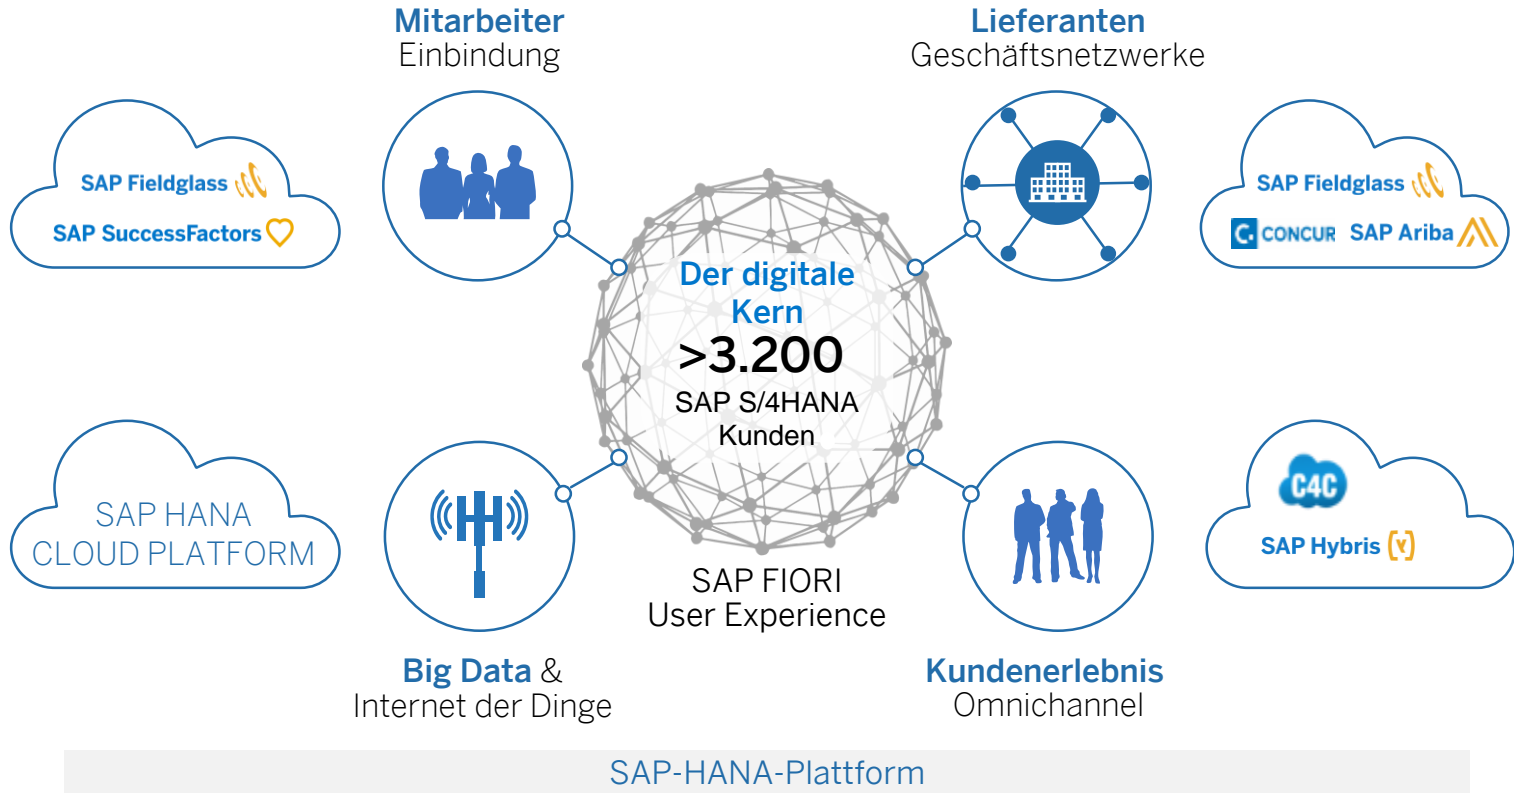 Mitarbeiter
Einbindung
Lieferanten
Geschäftsnetzwerke
SAP Fieldglass
SAP SuccessFactors
SAP Fieldglass
C. CONCUR SAP Ariba
Der digitale
Kern
>3.200
SAP S/4HANA
Kunden
SAP HANA
CLOUD PLATFORM
C4C
SAP Hybris [y]
SAP FIORI
User Experience
Big Data &
Internet der Dinge
Kundenerlebnis
Omnichannel
SAP-HANA-Plattform